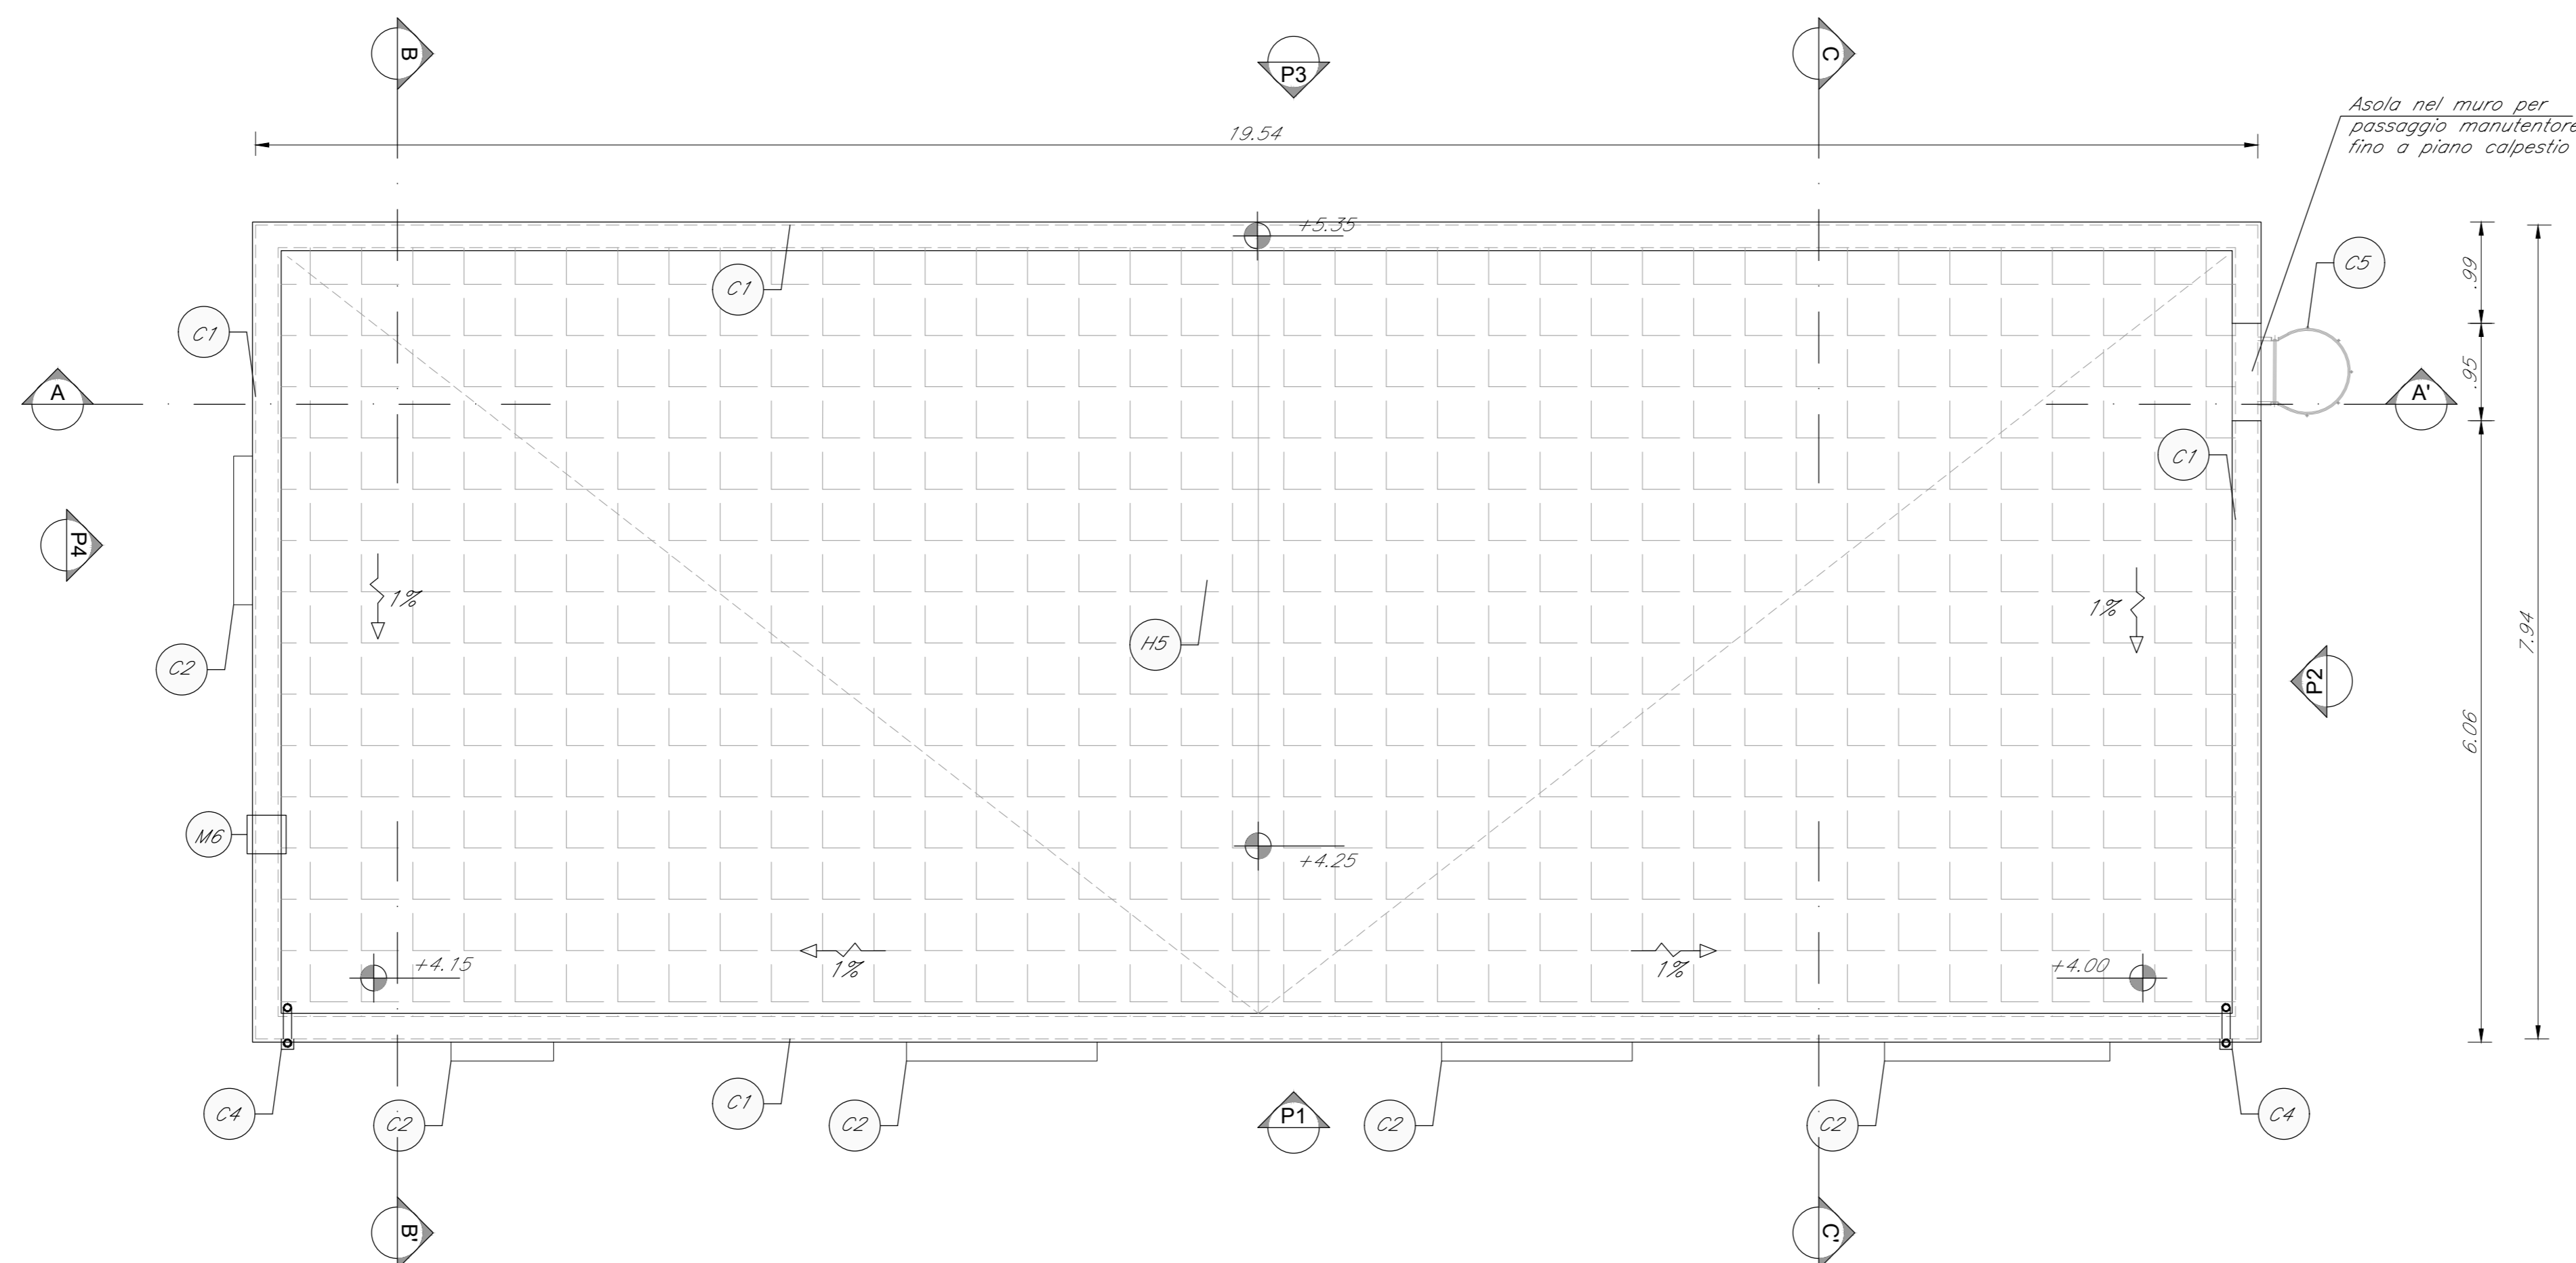 B
P3
C
Asola nel muro per
passaggio manutentore
fino a piano calpestio
19.54
+5.35
C1
C5
.99
C1
A
.95
A'
C1
P4
1%
1%
7.94
H5
C2
P2
6.06
M6
+4.25
+4.15
1%
1%
+4.00
C4
C2
C1
C2
P1
C2
C2
C4
B'
C'